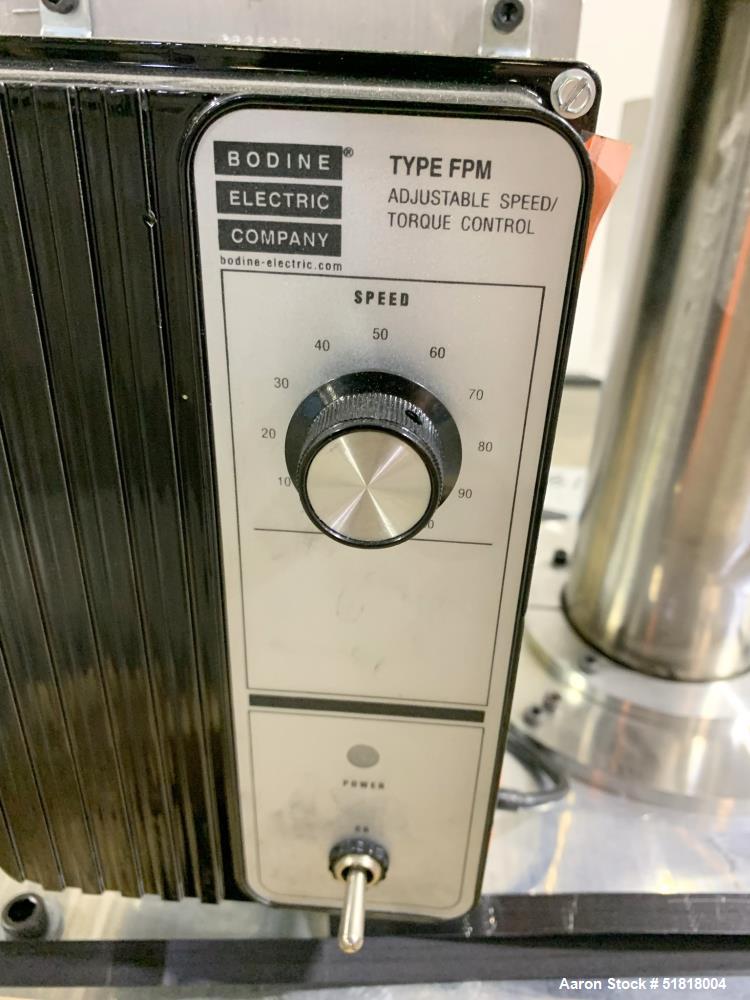 BODINE®
ELECTRIC
COMPANY
bodine-electric.com
TYPE FPM
ADJUSTABLE SPEED/
TORQUE CONTROL
SPEED
10
20
30
40
50
60
70
80
90
POWER
ON
Aaron Stock # 51818004